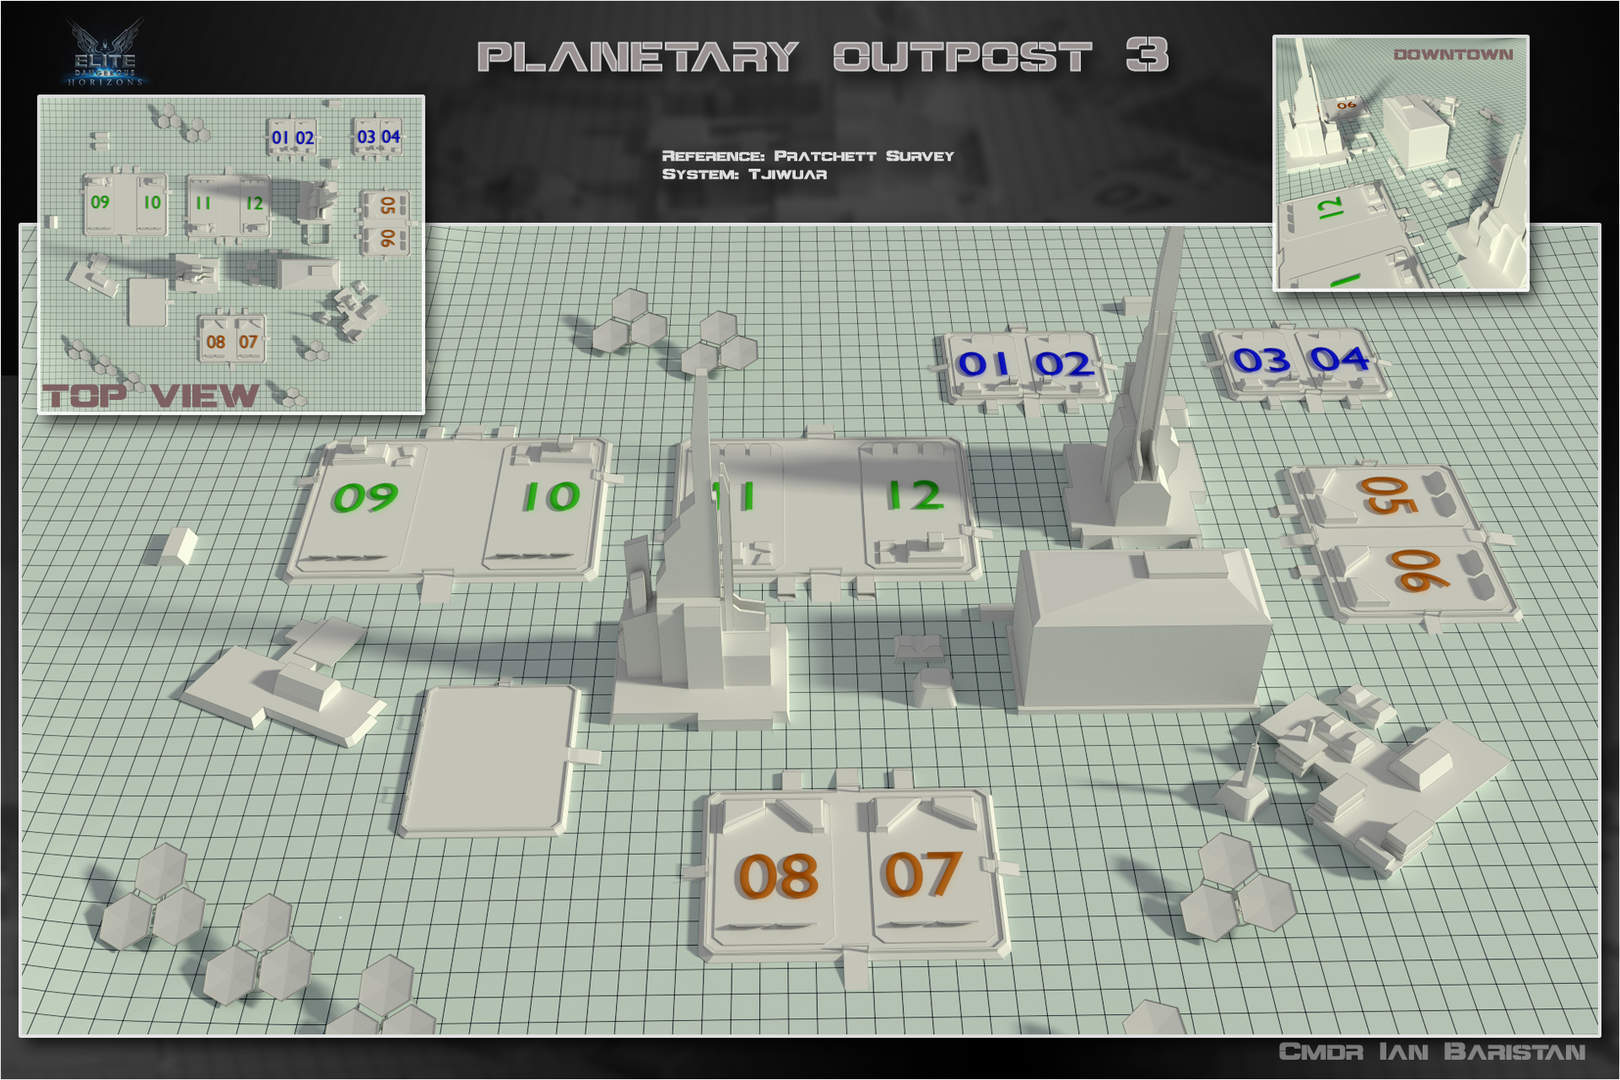 ELITE
DANGEROUS
HORIZONS
PLANETARY OUTPOST 3
Reference: Pratchett Survey
System: Tjiwuar
DOWNTOWN
06
12
1
01 02
03 04
09 10
11 12
05
06
08 07
TOP VIEW
01 02
03 04
09 10
11 12
05
06
08 07
Cmdr Ian Baristan